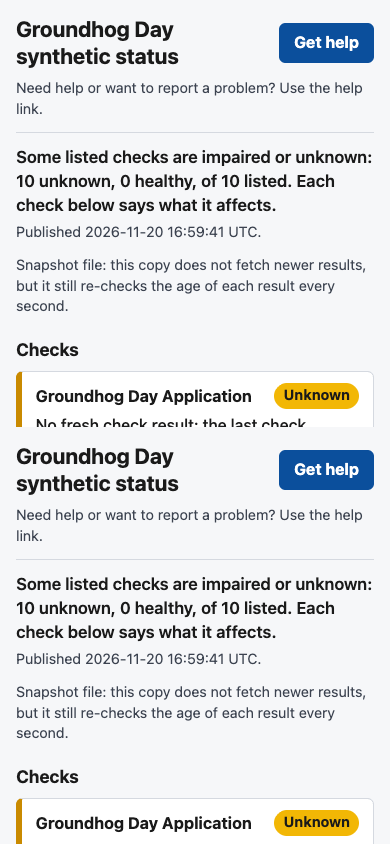 Groundhog Day
synthetic status
Get help
Need help or want to report a problem? Use the help
link.
Some listed checks are impaired or unknown:
10 unknown, 0 healthy, of 10 listed. Each
check below says what it affects.
Published 2026-11-20 16:59:41 UTC.
Snapshot file: this copy does not fetch newer results,
but it still re-checks the age of each result every
second.
Checks
Groundhog Day Application
Unknown
No fresh check result: the last check
Groundhog Day
synthetic status
Get help
Need help or want to report a problem? Use the help
link.
Some listed checks are impaired or unknown:
10 unknown, 0 healthy, of 10 listed. Each
check below says what it affects.
Published 2026-11-20 16:59:41 UTC.
Snapshot file: this copy does not fetch newer results,
but it still re-checks the age of each result every
second.
Checks
Groundhog Day Application
Unknown